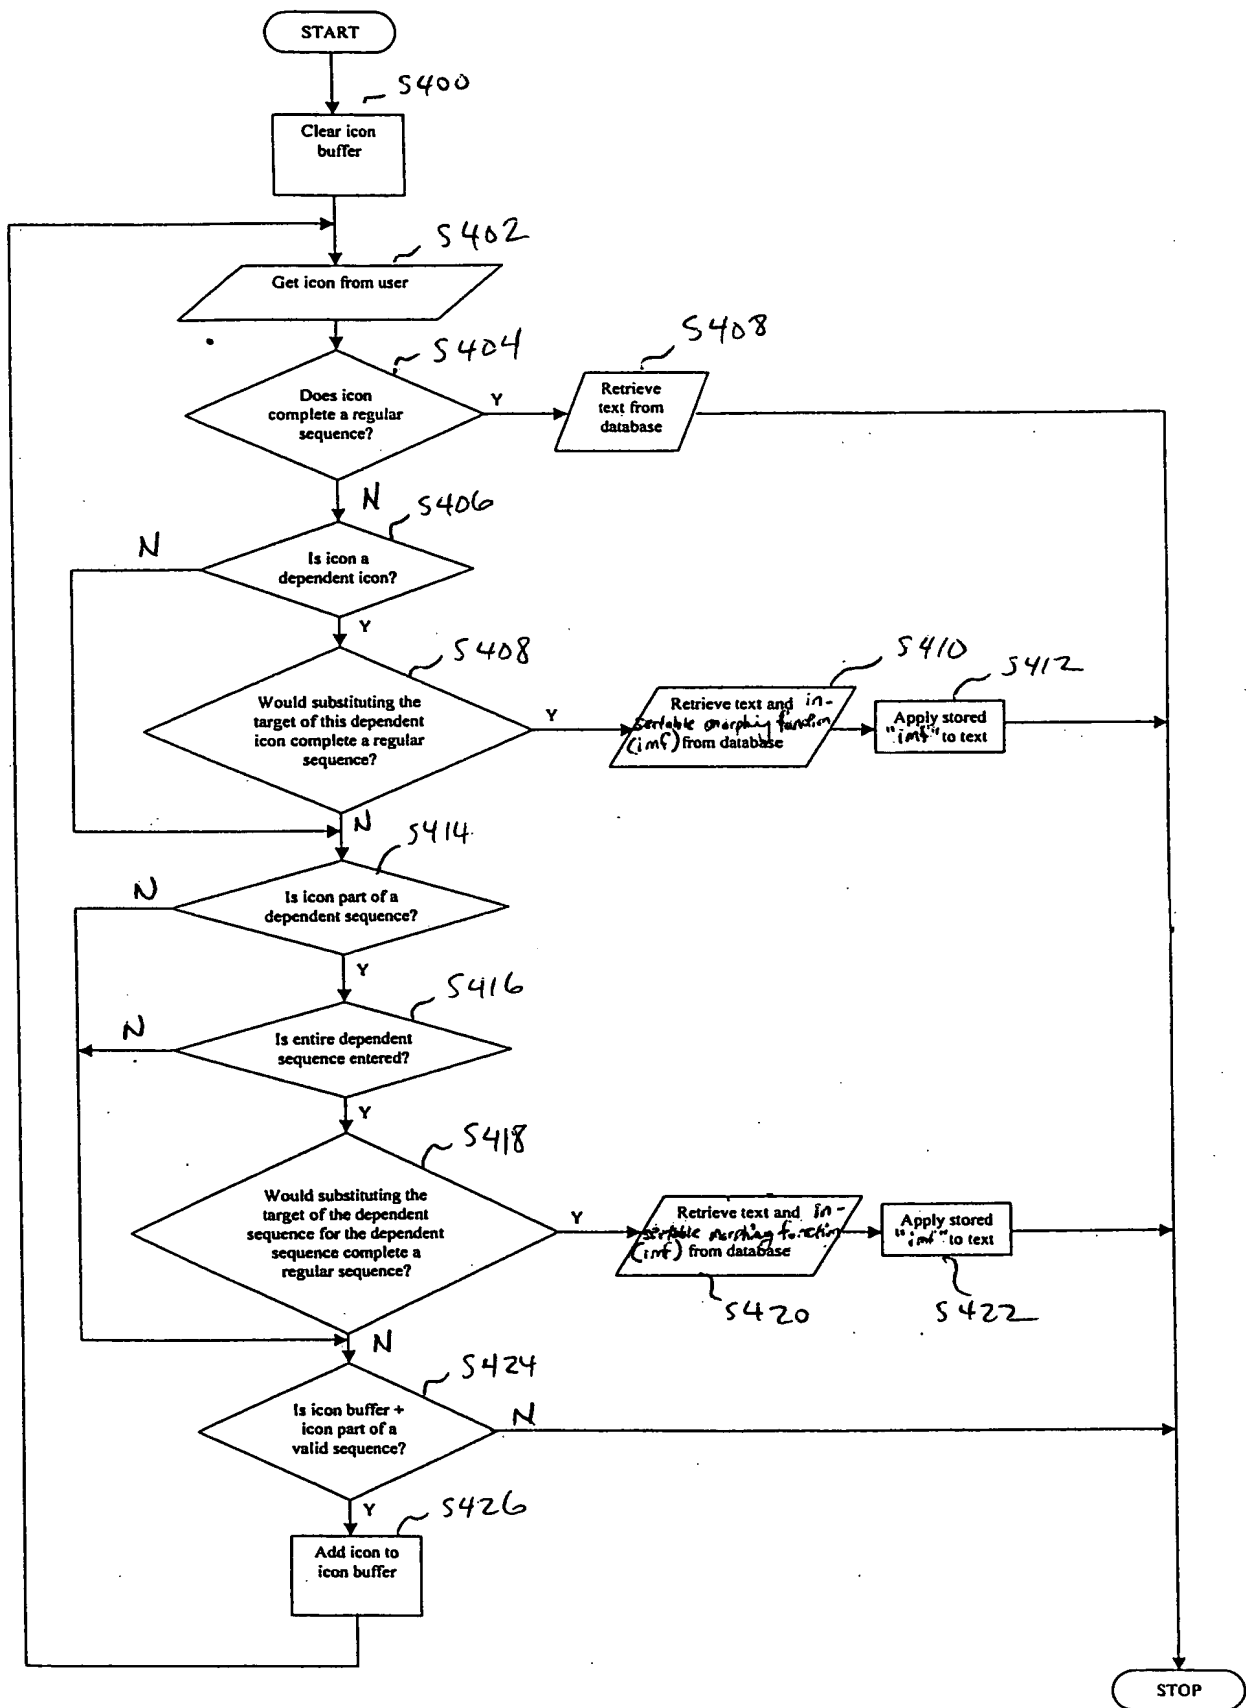 START
S400
Clear icon
buffer
S402
Get icon from user
S404
S408
Does icon
complete a regular
sequence?
Y
Retrieve
text from
database
N
S406
N
Is icon a
dependent icon?
Y
S408
S410
S412
Would substituting the
target of this dependent
icon complete a regular
sequence?
Y
Retrieve text and in-
sertable morphing function
(imf) from database
Apply stored
"imf" to text
N
S414
N
Is icon part of a
dependent sequence?
Y
S416
N
Is entire dependent
sequence entered?
Y
S418
Would substituting the
target of the dependent
sequence for the dependent
sequence complete a
regular sequence?
Y
Retrieve text and in-
sertable morphing function
(imf) from database
Apply stored
"imf" to text
S420
S422
N
S424
Is icon buffer +
icon part of a
valid sequence?
N
Y
S426
Add icon to
icon buffer
STOP